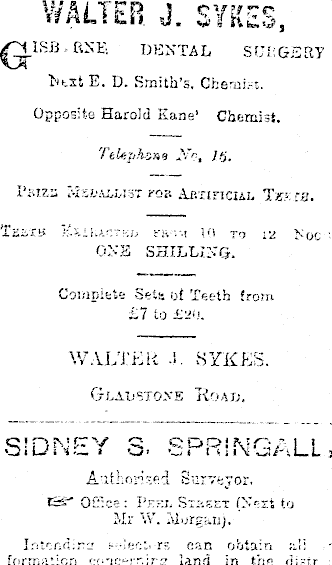 WALTER J. SYKES,
GISBORNE DENTAL SURGERY
Next E. D. Smith's, Chemist.
Opposite Harold Kane' Chemist.
Telephone No. 16.
PRIZE MEDALLIST FOR ARTIFICIAL TEETH.
TEETH EXTRACTED FROM 10 TO 12 NOO
ONE SHILLING.
Complete Sets of Teeth from
£7 to £20.
WALTER J. SYKES.
GLADSTONE ROAD.
SIDNEY S. SPRINGALL,
Authorised Surveyor.
Office: PEEL STREET (Next to
Mr W. Morgan).
Intending selectors can obtain all
formation concerning land in the distr